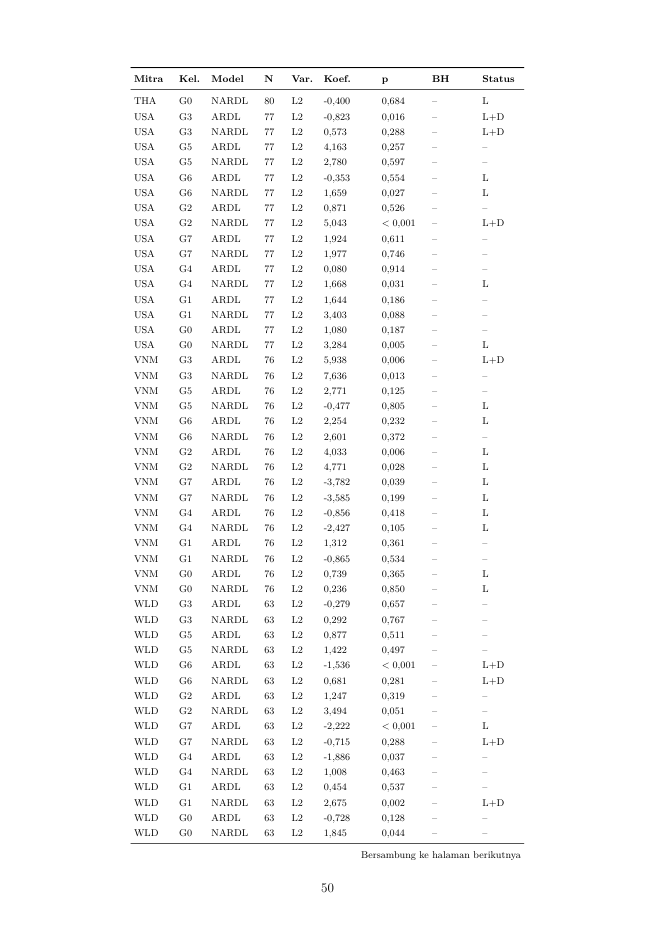 Mitra Kel. Model N Var. Koef. p BH Status
THA G0 NARDL 80 L2 -0,400 0,684 – L
USA G3 ARDL 77 L2 -0,823 0,016 – L+D
USA G3 NARDL 77 L2 0,573 0,288 – L+D
USA G5 ARDL 77 L2 4,163 0,257 – –
USA G5 NARDL 77 L2 2,780 0,597 – –
USA G6 ARDL 77 L2 -0,353 0,554 – L
USA G6 NARDL 77 L2 1,659 0,027 – L
USA G2 ARDL 77 L2 0,871 0,526 – –
USA G2 NARDL 77 L2 5,043 < 0,001 – L+D
USA G7 ARDL 77 L2 1,924 0,611 – –
USA G7 NARDL 77 L2 1,977 0,746 – –
USA G4 ARDL 77 L2 0,080 0,914 – –
USA G4 NARDL 77 L2 1,668 0,031 – L
USA G1 ARDL 77 L2 1,644 0,186 – –
USA G1 NARDL 77 L2 3,403 0,088 – –
USA G0 ARDL 77 L2 1,080 0,187 – –
USA G0 NARDL 77 L2 3,284 0,005 – L
VNM G3 ARDL 76 L2 5,938 0,006 – L+D
VNM G3 NARDL 76 L2 7,636 0,013 – –
VNM G5 ARDL 76 L2 2,771 0,125 – –
VNM G5 NARDL 76 L2 -0,477 0,805 – L
VNM G6 ARDL 76 L2 2,254 0,232 – L
VNM G6 NARDL 76 L2 2,601 0,372 – –
VNM G2 ARDL 76 L2 4,033 0,006 – L
VNM G2 NARDL 76 L2 4,771 0,028 – L
VNM G7 ARDL 76 L2 -3,782 0,039 – L
VNM G7 NARDL 76 L2 -3,585 0,199 – L
VNM G4 ARDL 76 L2 -0,856 0,418 – L
VNM G4 NARDL 76 L2 -2,427 0,105 – L
VNM G1 ARDL 76 L2 1,312 0,361 – –
VNM G1 NARDL 76 L2 -0,865 0,534 – –
VNM G0 ARDL 76 L2 0,739 0,365 – L
VNM G0 NARDL 76 L2 0,236 0,850 – L
WLD G3 ARDL 63 L2 -0,279 0,657 – –
WLD G3 NARDL 63 L2 0,292 0,767 – –
WLD G5 ARDL 63 L2 0,877 0,511 – –
WLD G5 NARDL 63 L2 1,422 0,497 – –
WLD G6 ARDL 63 L2 -1,536 < 0,001 – L+D
WLD G6 NARDL 63 L2 0,681 0,281 – L+D
WLD G2 ARDL 63 L2 1,247 0,319 – –
WLD G2 NARDL 63 L2 3,494 0,051 – –
WLD G7 ARDL 63 L2 -2,222 < 0,001 – L
WLD G7 NARDL 63 L2 -0,715 0,288 – L+D
WLD G4 ARDL 63 L2 -1,886 0,037 – –
WLD G4 NARDL 63 L2 1,008 0,463 – –
WLD G1 ARDL 63 L2 0,454 0,537 – –
WLD G1 NARDL 63 L2 2,675 0,002 – L+D
WLD G0 ARDL 63 L2 -0,728 0,128 – –
WLD G0 NARDL 63 L2 1,845 0,044 – –
Bersambung ke halaman berikutnya
50